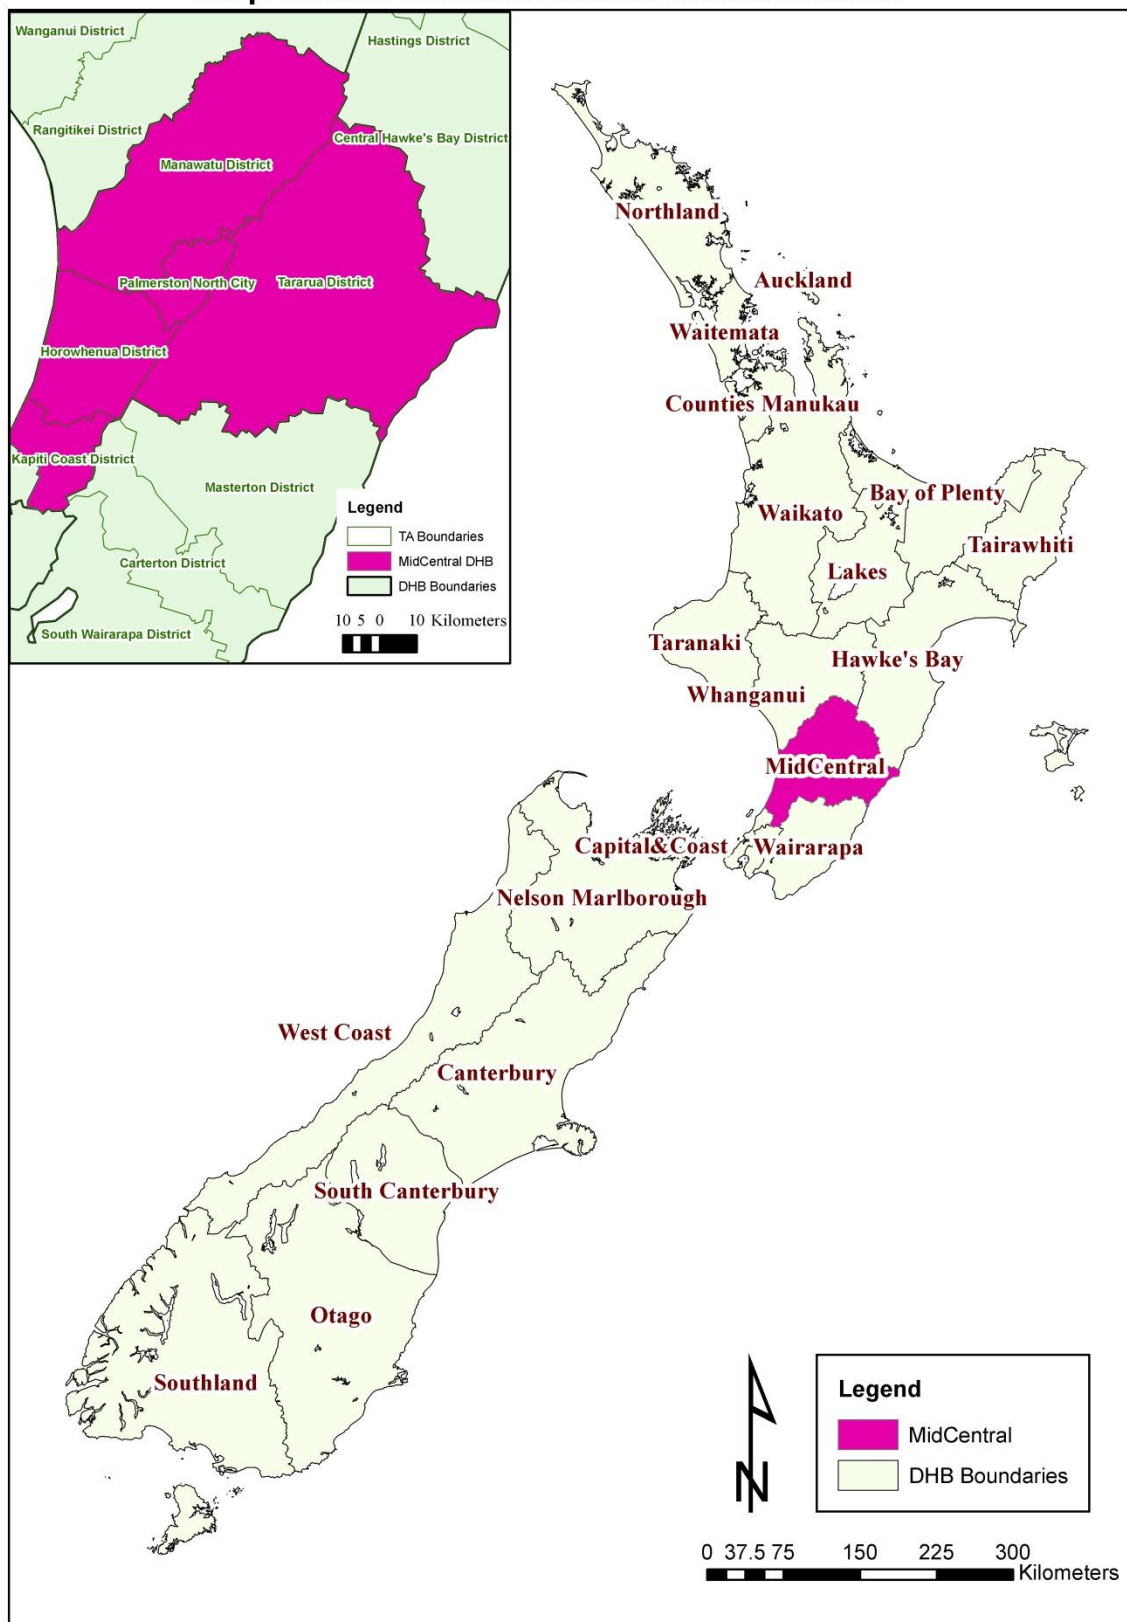 Wanganui District
Hastings District
Rangitikei District
Central Hawke's Bay District
Manawatu District
Palmerston North City
Tararua District
Horowhenua District
Kapiti Coast District
Masterton District
Carterton District
South Wairarapa District
Legend
TA Boundaries
MidCentral DHB
DHB Boundaries
10 5 0 10 Kilometers
Northland
Auckland
Waitemata
Counties Manukau
Bay of Plenty
Waikato
Tairawhiti
Lakes
Taranaki
Hawke's Bay
Whanganui
MidCentral
Capital&Coast
Wairarapa
Nelson Marlborough
West Coast
Canterbury
South Canterbury
Otago
Southland
N
Legend
MidCentral
DHB Boundaries
0 37.5 75 150 225 300
Kilometers